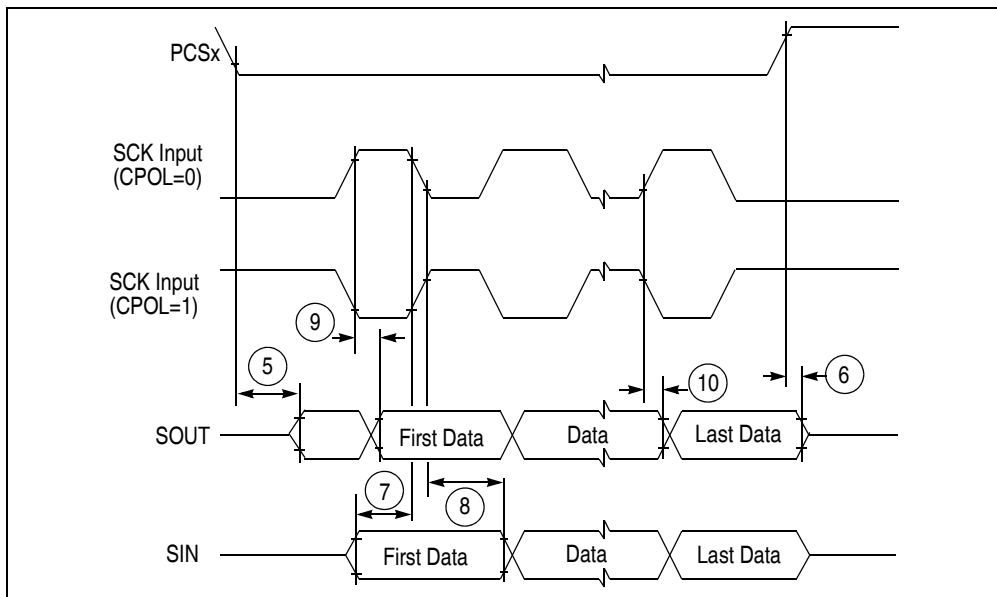 PCSx
SCK Input
(CPOL=0)
SCK Input
(CPOL=1)
9
5
10
6
SOUT
First Data
Data
Last Data
7
8
SIN
First Data
Data
Last Data